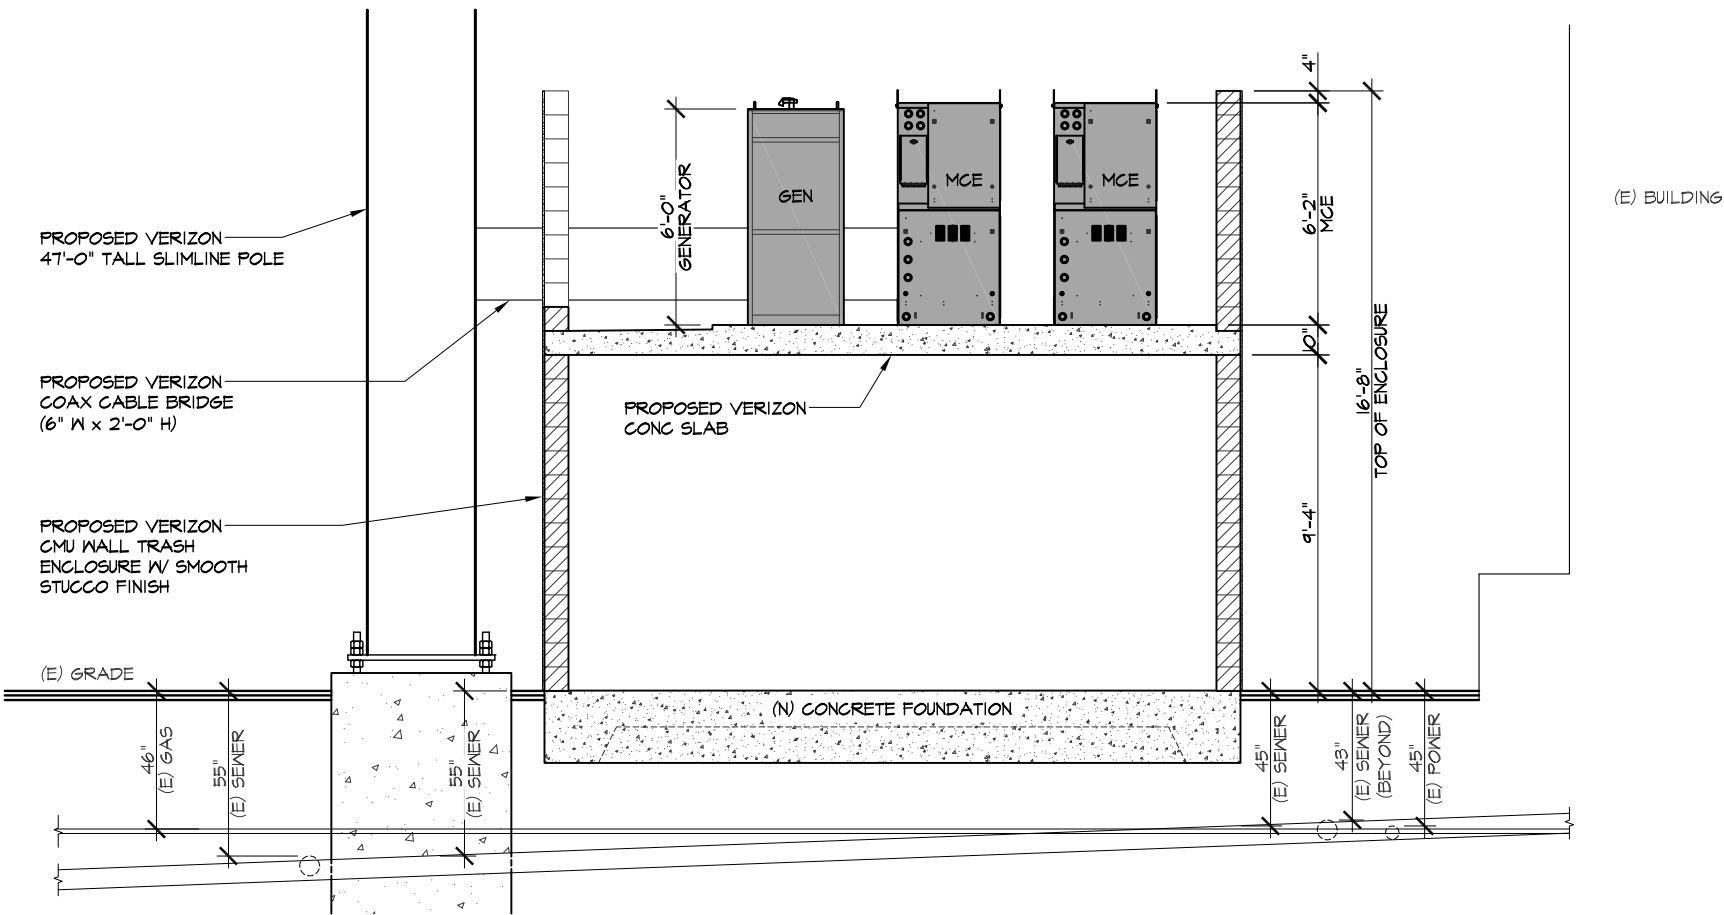 4"
(E) BUILDING
GEN
MCE
MCE
6'-0"
GENERATOR
6'-2"
MCE
PROPOSED VERIZON
47'-0" TALL SLIMLINE POLE
10"
16'-8"
TOP OF ENCLOSURE
PROPOSED VERIZON
COAX CABLE BRIDGE
(6" W x 2'-0" H)
PROPOSED VERIZON
CONC SLAB
9'-4"
PROPOSED VERIZON
CMU WALL TRASH
ENCLOSURE W/ SMOOTH
STUCCO FINISH
(E) GRADE
(N) CONCRETE FOUNDATION
46"
(E) GAS
55"
(E) SEWER
55"
(E) SEWER
45"
(E) SEWER
43"
(E) SEWER
(BEYOND)
45"
(E) POWER